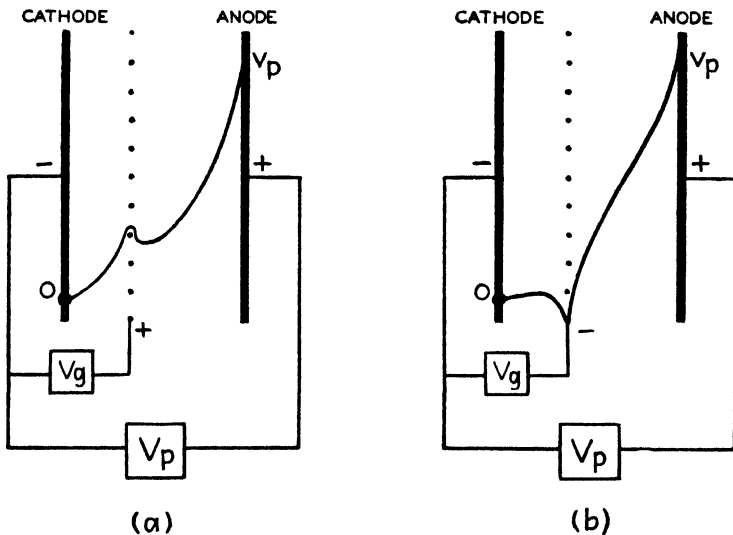 CATHODE
ANODE
Vp
-
+
O
+
Vg
Vp
(a)
CATHODE
ANODE
Vp
-
+
O
-
Vg
Vp
(b)